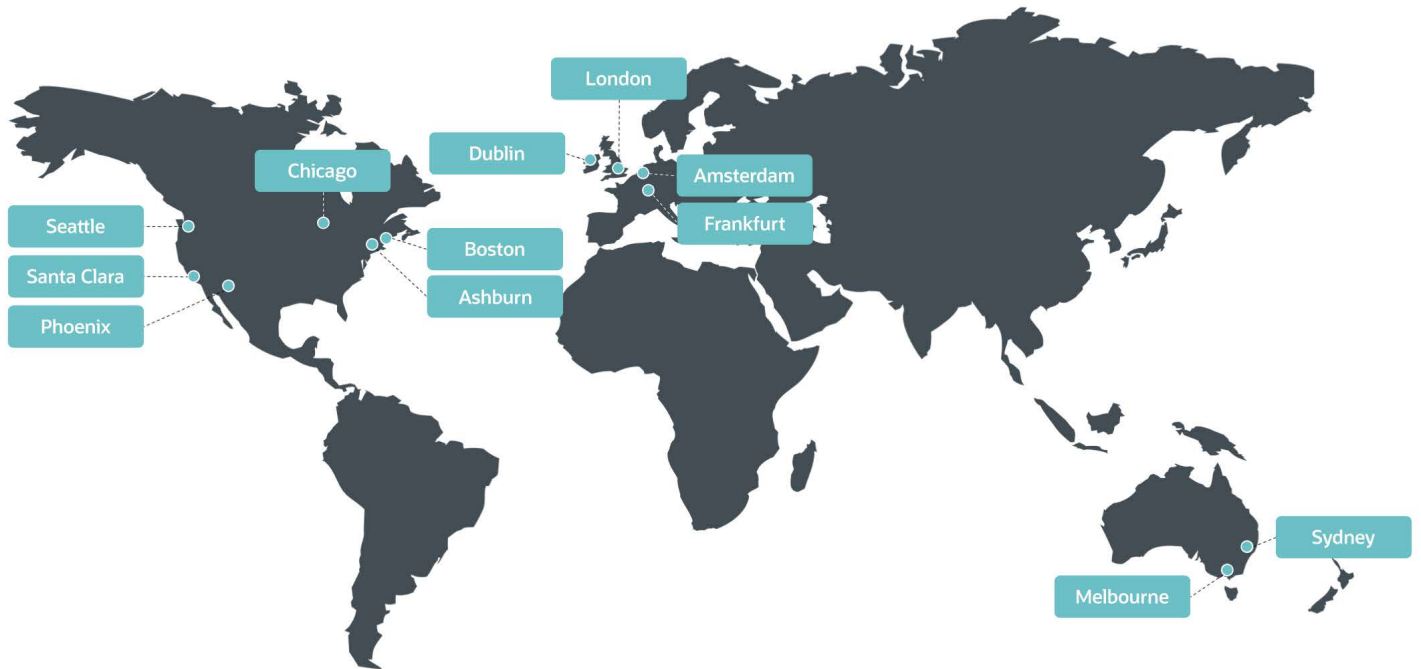 London
Dublin
Chicago
Amsterdam
Seattle
Frankfurt
Boston
Santa Clara
Ashburn
Phoenix
Sydney
Melbourne